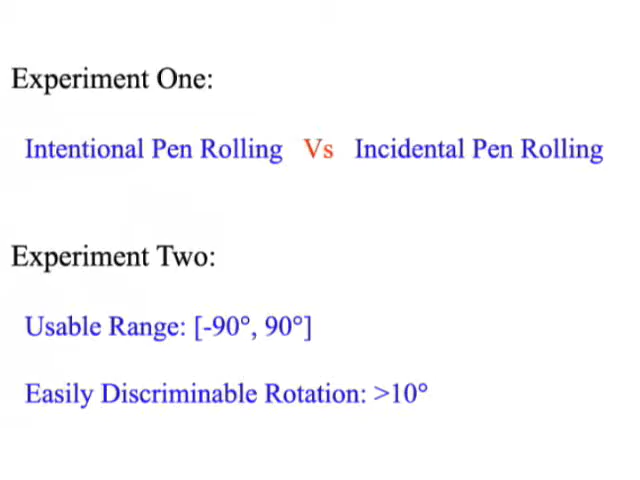 Experiment One:
Intentional Pen Rolling Vs Incidental Pen Rolling
Experiment Two:
Usable Range: [-90°, 90°]
Easily Discriminable Rotation: >10°